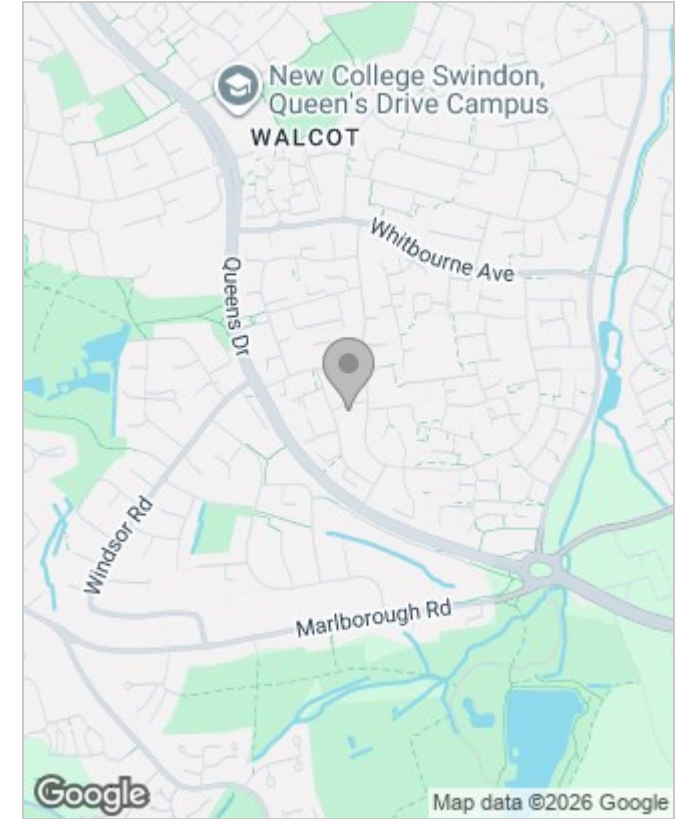 New College Swindon,
Queen's Drive Campus
WALCOT
Whitbourne Ave
Queens Dr
Windsor Rd
Marlborough Rd
Google
Map data ©2026 Google